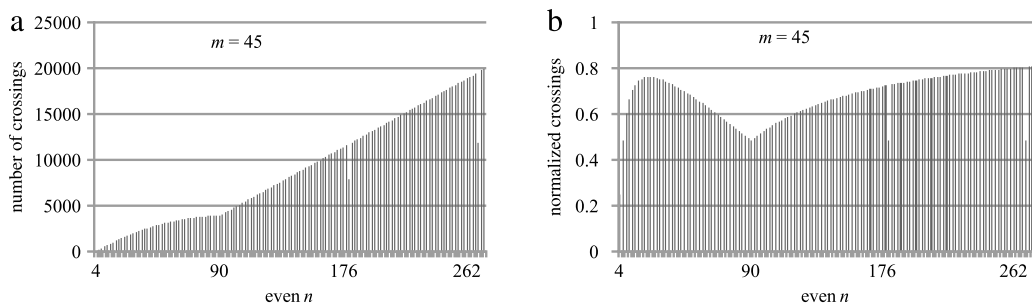 a
m = 45
number of crossings
25000
20000
15000
10000
5000
0
4 90 176 262
even n
b
m = 45
normalized crossings
1
0.8
0.6
0.4
0.2
0
4 90 176 262
even n